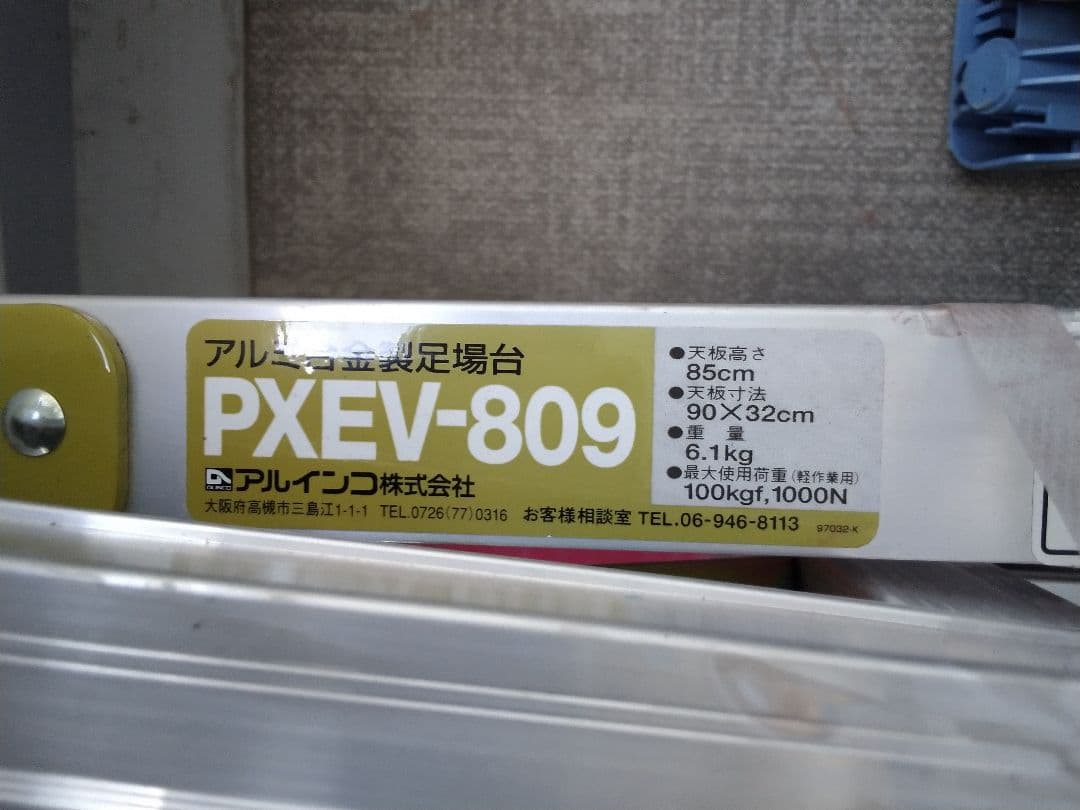 アルミ合金製足場台
PXEV-809
ALINCO アルインコ株式会社
大阪府高槻市三島江1-1-1 TEL.0726(77)0316 お客様相談室 TEL.06-946-8113 97032-K
●天板高さ
85cm
●天板寸法
90×32cm
●重 量
6.1kg
●最大使用荷重(軽作業用)
100kgf,1000N